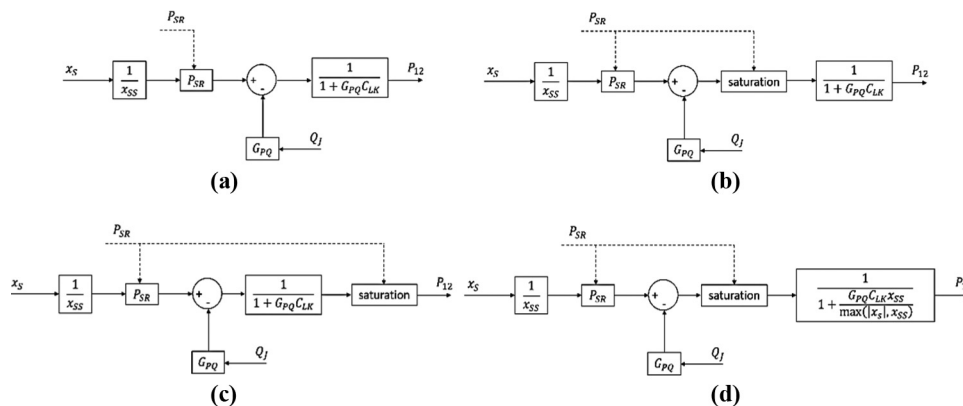 P_SR
x_S
1
x_SS
P_SR
+
-
1
1 + G_PQ C_LK
P_12
G_PQ
Q_J
(a)
P_SR
x_S
1
x_SS
P_SR
+
-
saturation
1
1 + G_PQ C_LK
P_12
G_PQ
Q_J
(b)
P_SR
x_S
1
x_SS
P_SR
+
-
1
1 + G_PQ C_LK
saturation
P_12
G_PQ
Q_J
(c)
P_SR
x_S
1
x_SS
P_SR
+
-
saturation
1
1 + G_PQ C_LK x_SS
max(|x_s|, x_SS)
G_PQ
Q_J
(d)